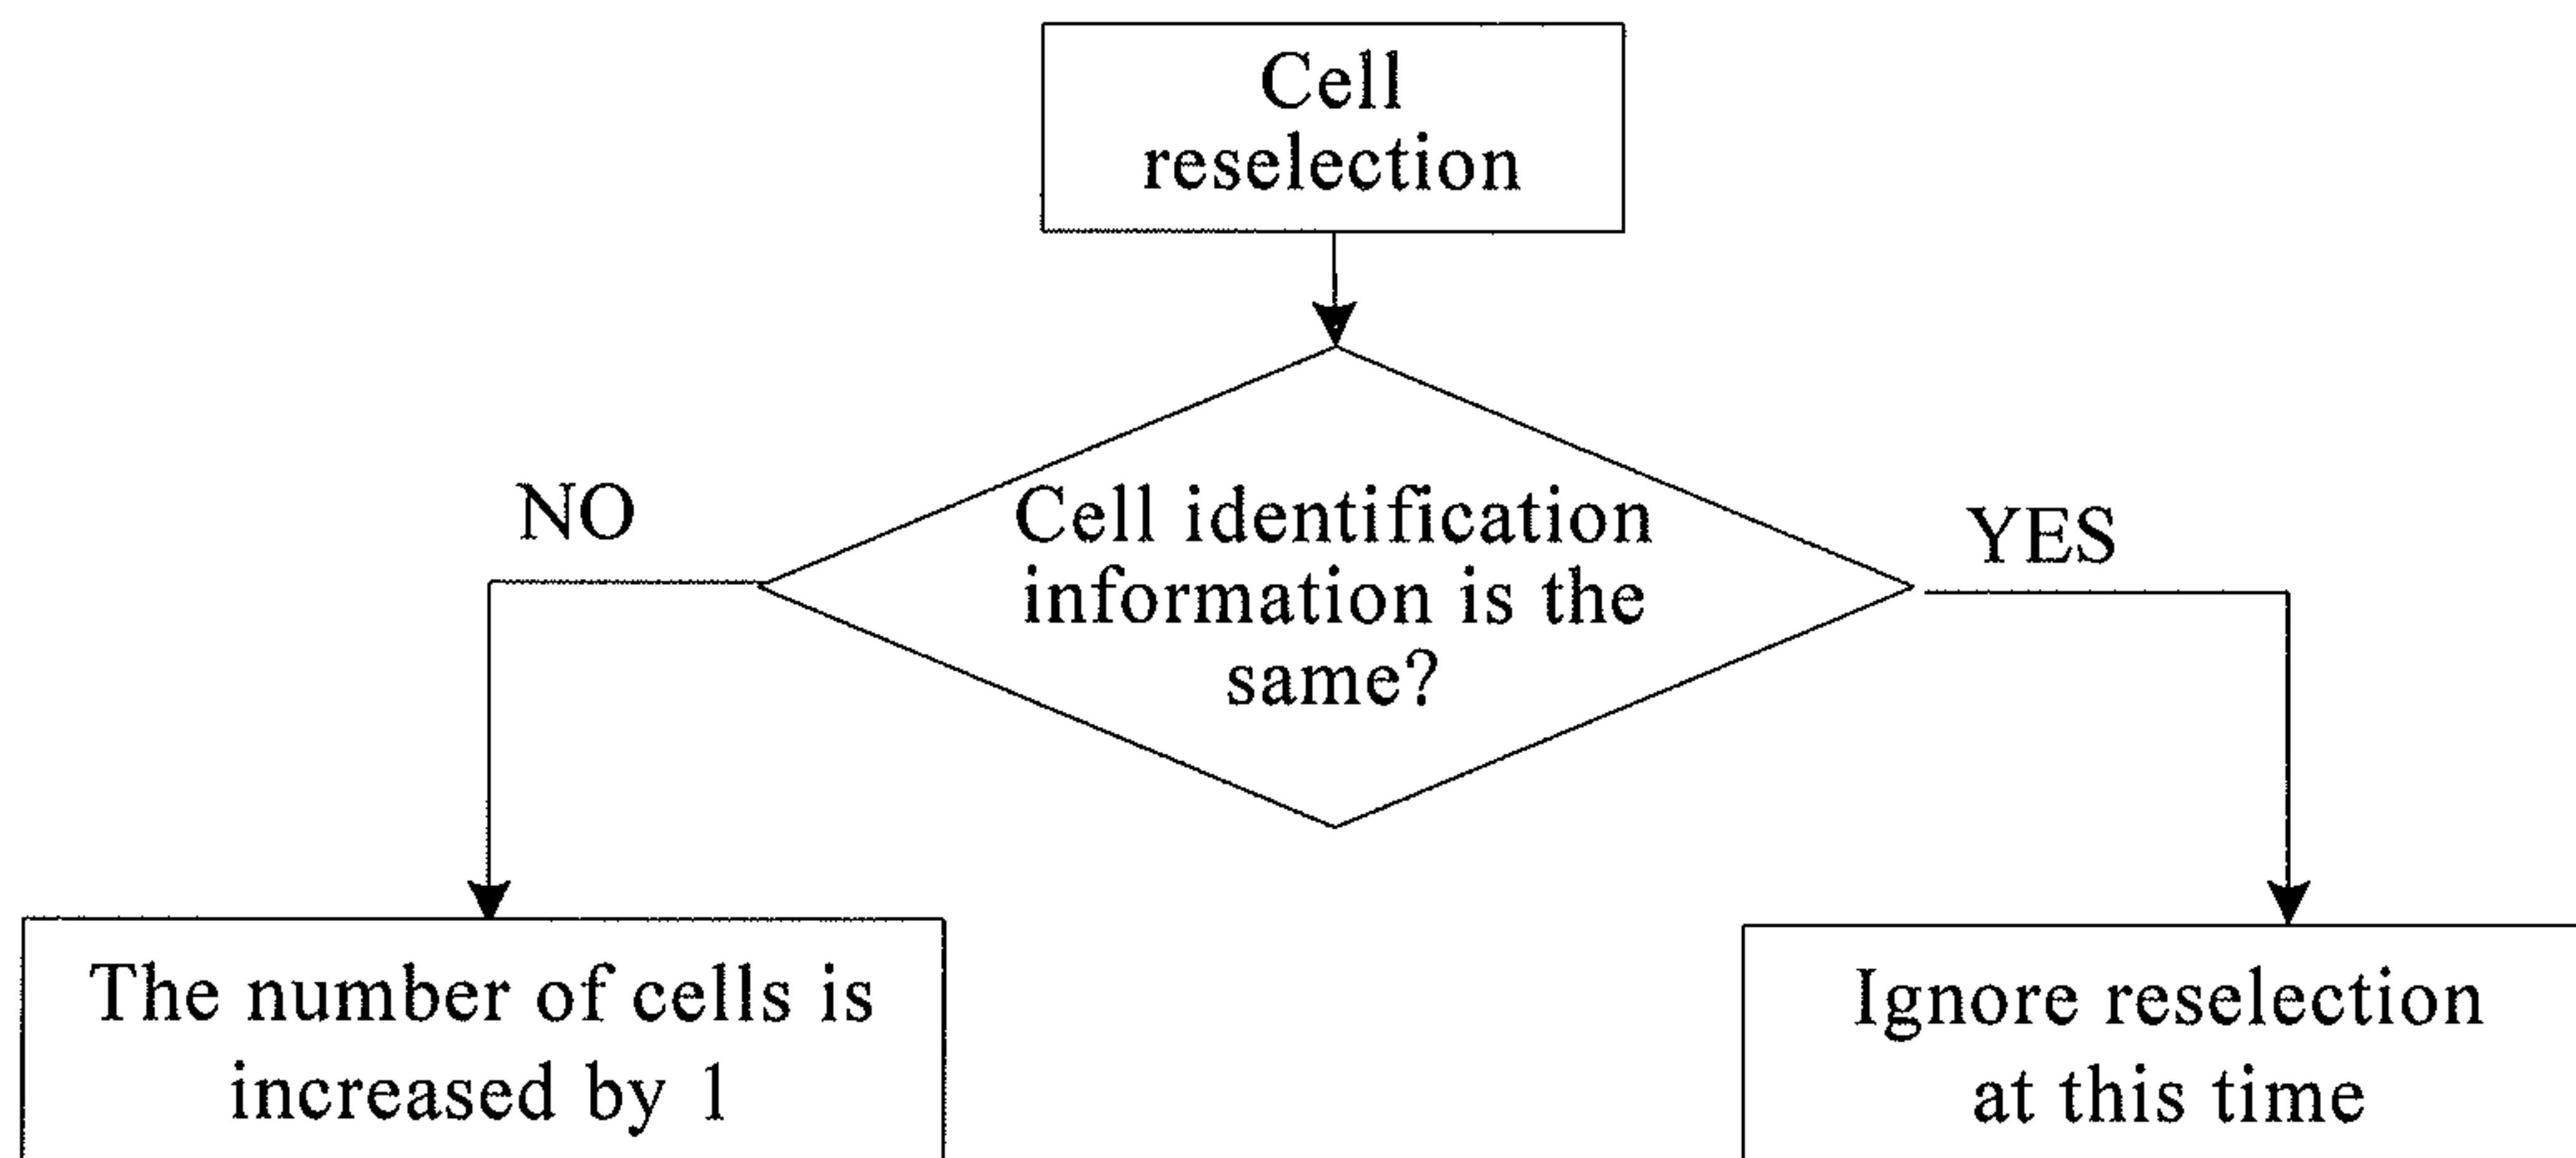 Cell
reselection
NO
Cell identification
information is the
same?
YES
The number of cells is
increased by 1
Ignore reselection
at this time